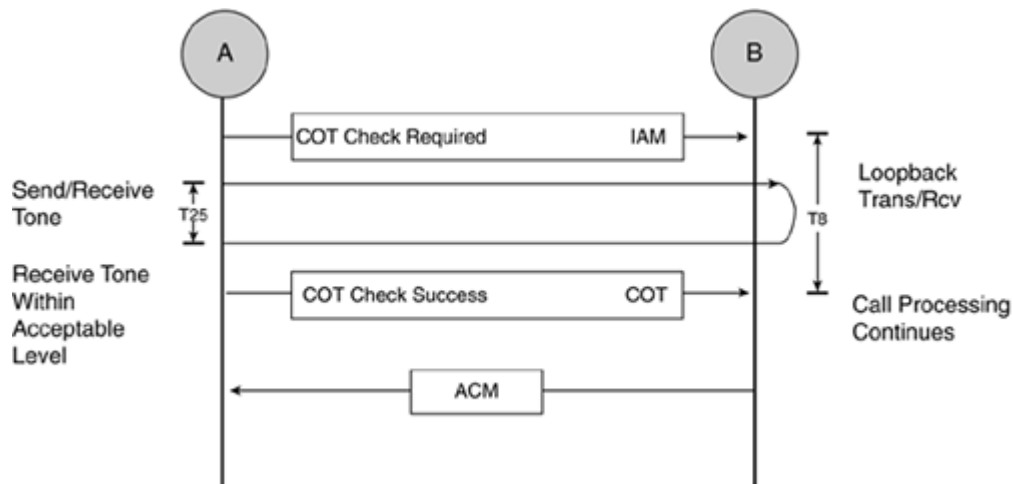 A
B
COT Check Required IAM
Send/Receive
Tone
T25
T8
Loopback
Trans/Rcv
Receive Tone
Within
Acceptable
Level
COT Check Success COT
Call Processing
Continues
ACM